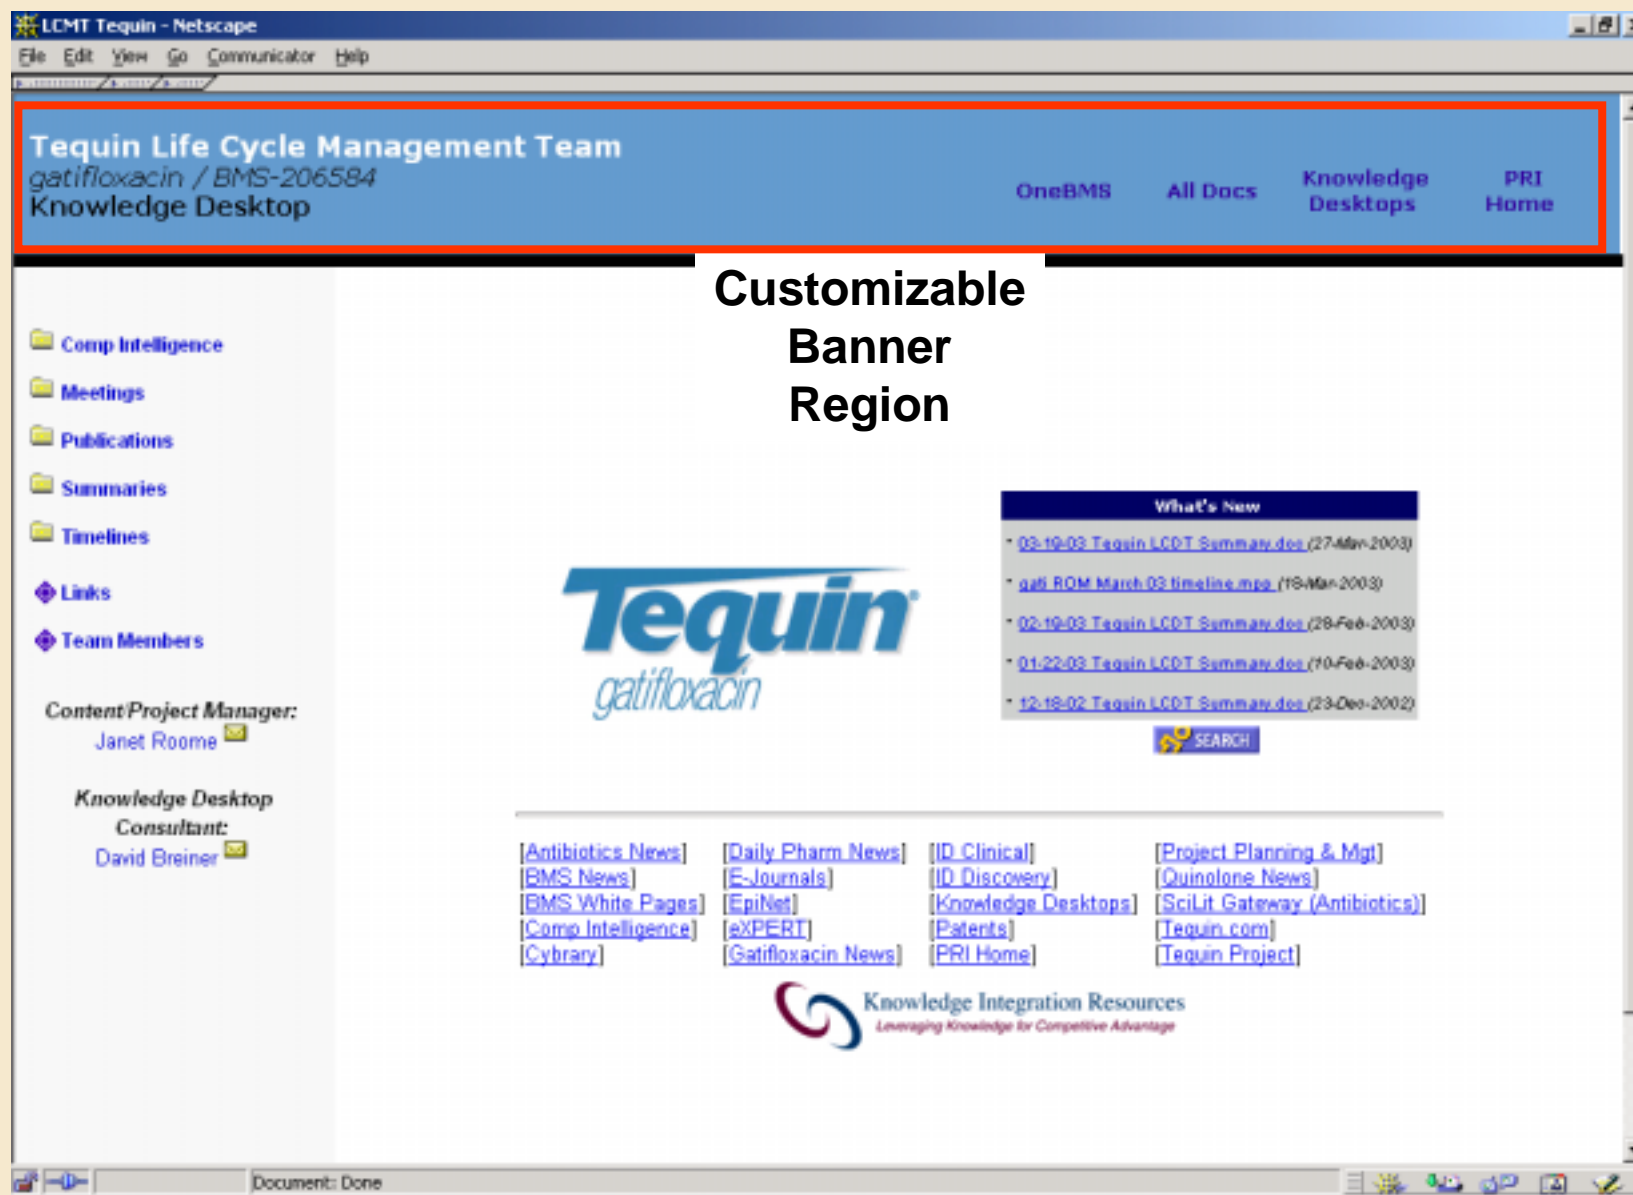 LCMT Tequin - Netscape
File Edit View Go Communicator Help
Tequin Life Cycle Management Team
gatifloxacin / BMS-206584
Knowledge Desktop
OneBMS All Docs Knowledge Desktops PRI Home
Customizable
Banner
Region
Comp Intelligence
Meetings
Publications
Summaries
Timelines
Links
Team Members
Content/Project Manager:
Janet Roome
Knowledge Desktop
Consultant:
David Breiner
Tequin
gatifloxacin
What's New
03-19-03 Tequin LCDT Summary.doc (27-Mar-2003)
gati ROM March 03 timeline.mpp (19-Mar-2003)
02-19-03 Tequin LCDT Summary.doc (28-Feb-2003)
01-22-03 Tequin LCDT Summary.doc (10-Feb-2003)
12-18-02 Tequin LCDT Summary.doc (23-Dec-2002)
SEARCH
[Antibiotics News] [Daily Pharm News] [ID Clinical] [Project Planning & Mgt]
[BMS News] [E-Journals] [ID Discovery] [Quinolone News]
[BMS White Pages] [EpiNet] [Knowledge Desktops] [SciLit Gateway (Antibiotics)]
[Comp Intelligence] [eXPERT] [Patents] [Tequin.com]
[Cybrary] [Gatifloxacin News] [PRI Home] [Tequin Project]
Knowledge Integration Resources
Leveraging Knowledge for Competitive Advantage
Document: Done